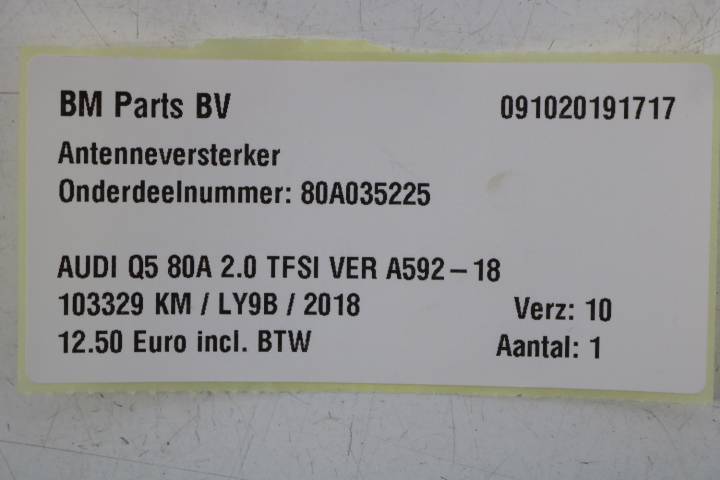 BM Parts BV 091020191717
Antenneversterker
Onderdeelnummer: 80A035225
AUDI Q5 80A 2.0 TFSI VER A592-18
103329 KM / LY9B / 2018 Verz: 10
12.50 Euro incl. BTW Aantal: 1